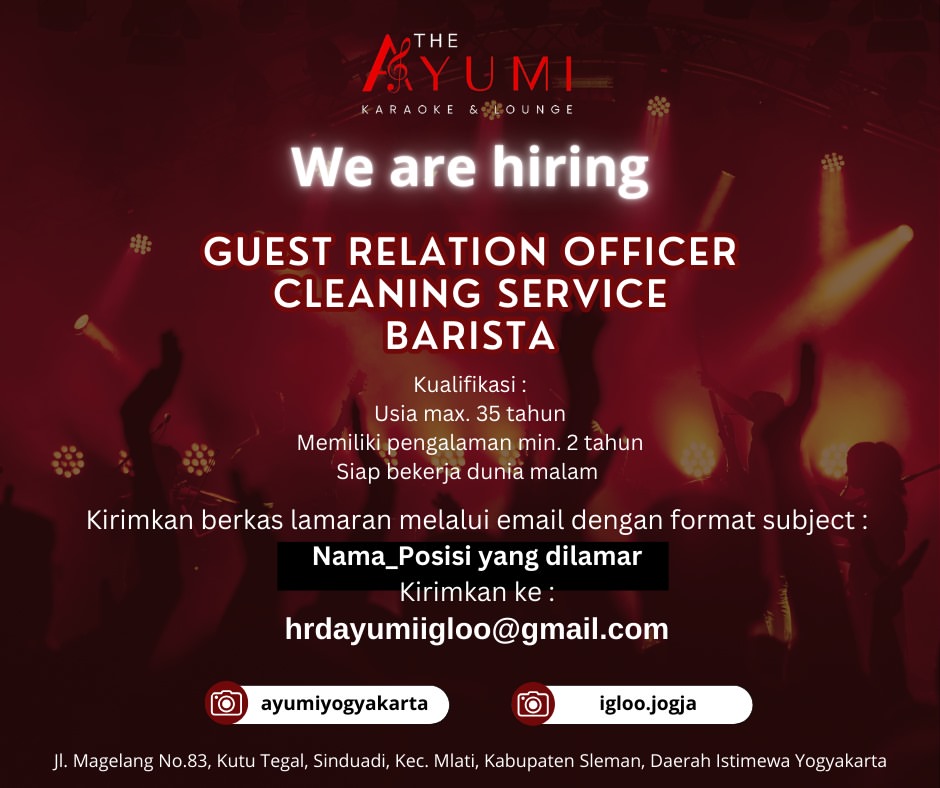 THE
AYUMI
KARAOKE & LOUNGE
We are hiring
GUEST RELATION OFFICER
CLEANING SERVICE
BARISTA
Kualifikasi :
Usia max. 35 tahun
Memiliki pengalaman min. 2 tahun
Siap bekerja dunia malam
Kirimkan berkas lamaran melalui email dengan format subject :
Nama_Posisi yang dilamar
Kirimkan ke :
hrdayumiigloo@gmail.com
ayumiyogyakarta
igloo.jogja
Jl. Magelang No.83, Kutu Tegal, Sinduadi, Kec. Mlati, Kabupaten Sleman, Daerah Istimewa Yogyakarta